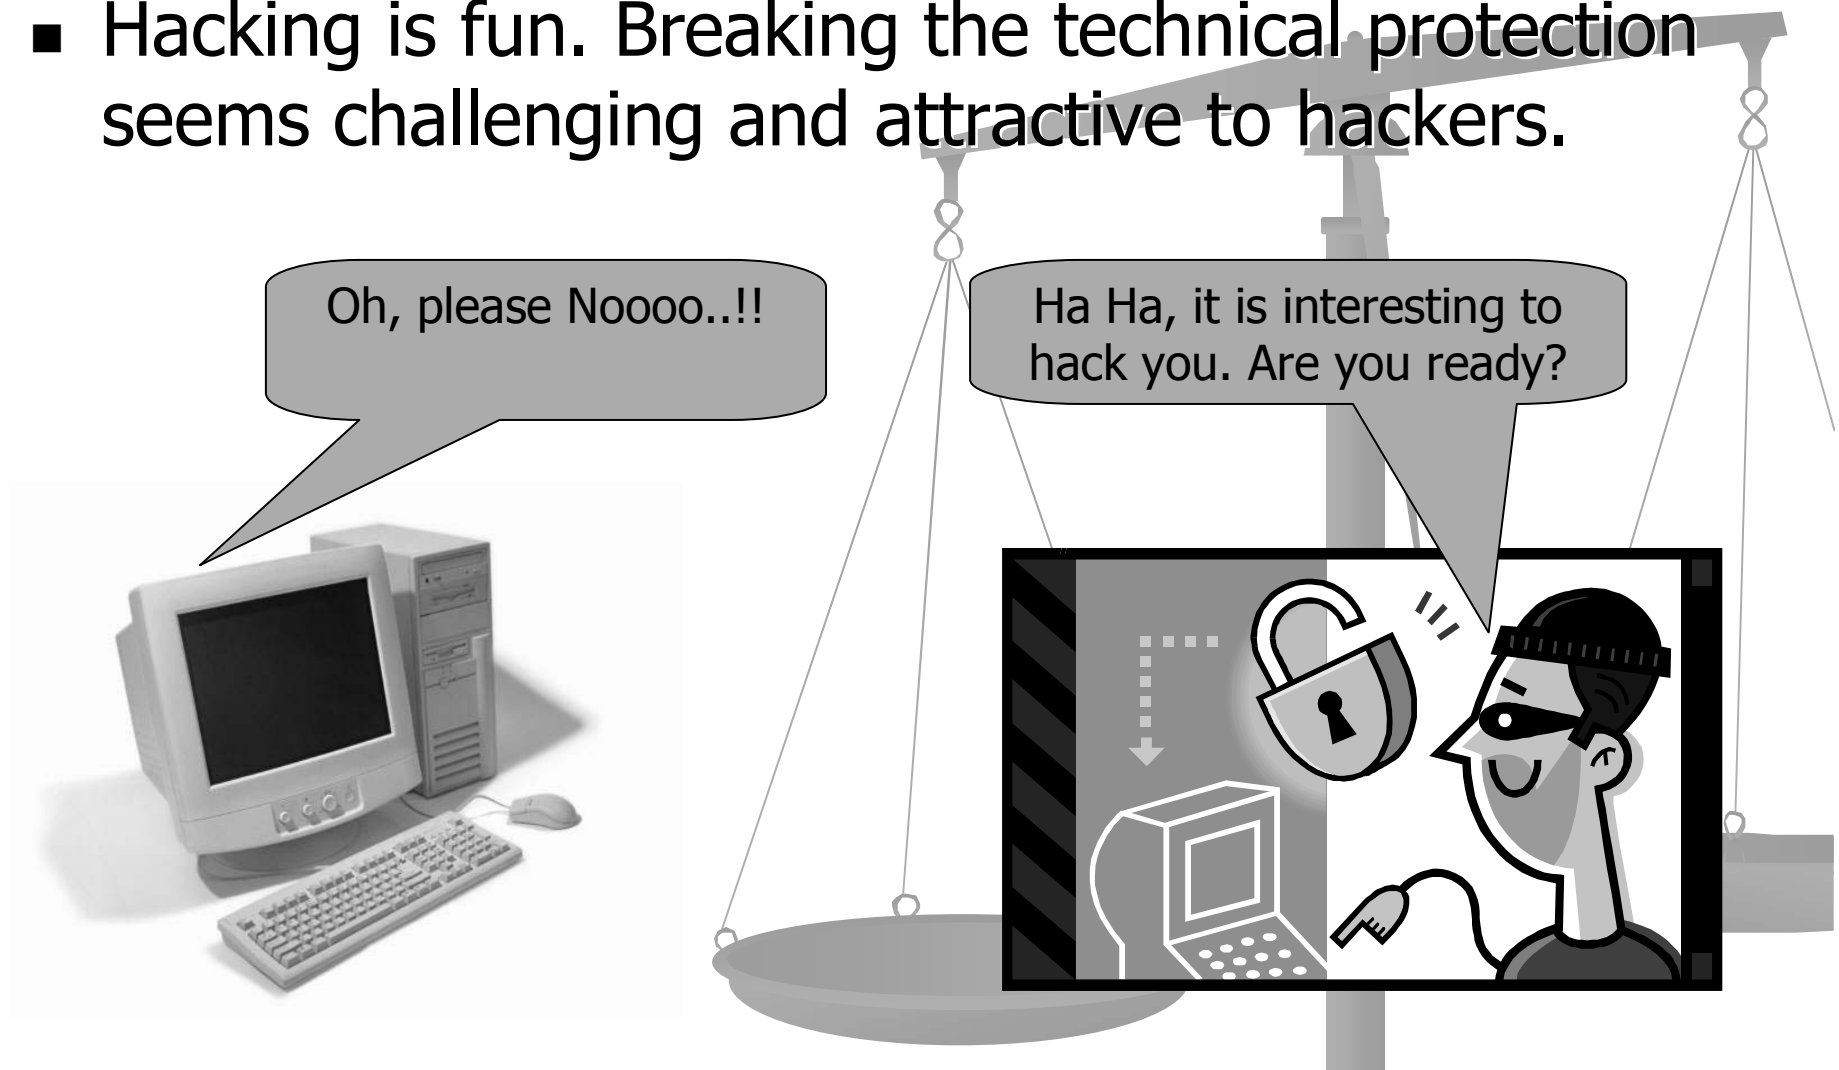 ▪ Hacking is fun. Breaking the technical protection
seems challenging and attractive to hackers.
Oh, please Noooo..!!
Ha Ha, it is interesting to
hack you. Are you ready?